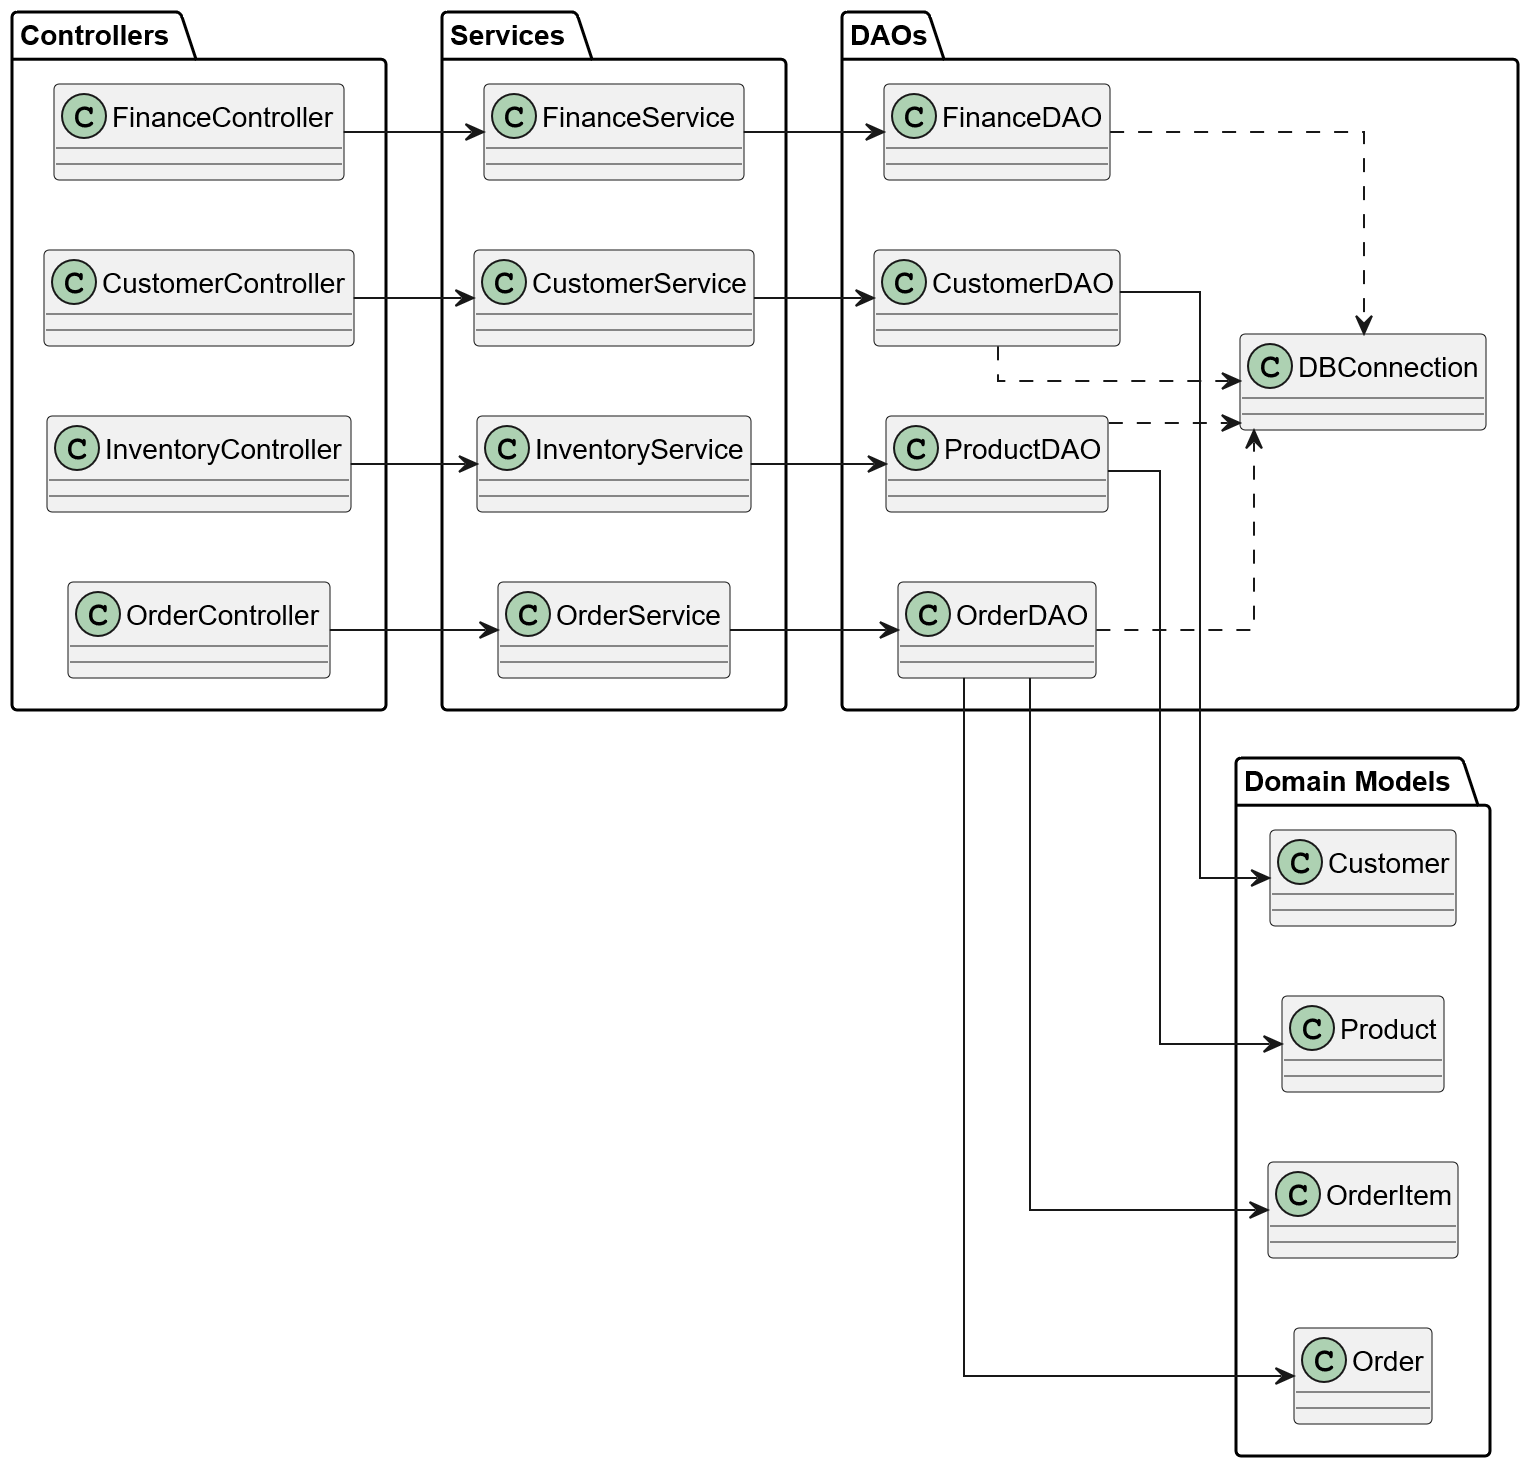 Controllers
C FinanceController
C CustomerController
C InventoryController
C OrderController
Services
C FinanceService
C CustomerService
C InventoryService
C OrderService
DAOs
C FinanceDAO
C CustomerDAO
C ProductDAO
C OrderDAO
C DBConnection
Domain Models
C Customer
C Product
C OrderItem
C Order